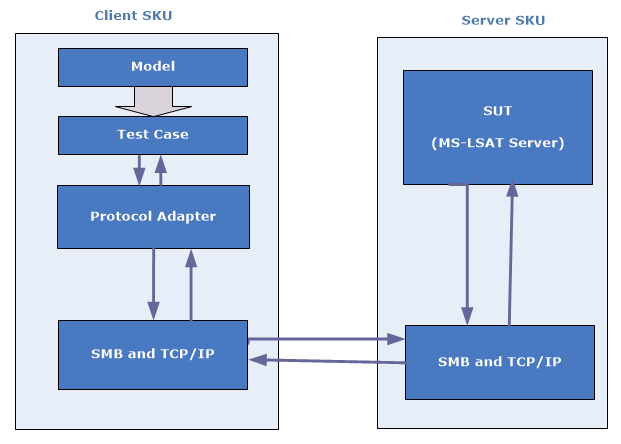 Client SKU
Model
Test Case
Protocol Adapter
SMB and TCP/IP
Server SKU
SUT
(MS-LSAT Server)
SMB and TCP/IP